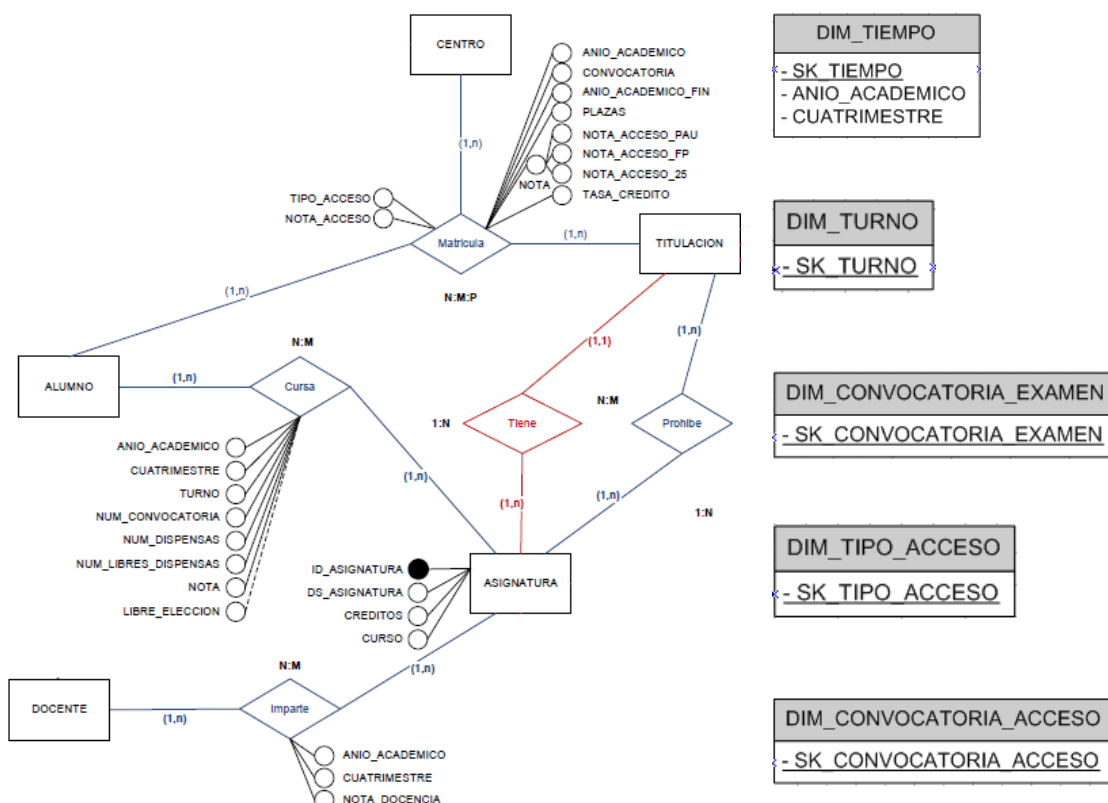 CENTRO
ANIO_ACADEMICO
CONVOCATORIA
ANIO_ACADEMICO_FIN
PLAZAS
NOTA_ACCESO_PAU
NOTA_ACCESO_FP
NOTA_ACCESO_25
NOTA
TASA_CREDITO
(1,n)
TIPO_ACCESO
NOTA_ACCESO
Matricula
(1,n)
TITULACION
N:M:P
(1,n)
(1,1)
(1,n)
ALUMNO
(1,n)
N:M
Cursa
1:N
Tiene
N:M
Prohibe
ANIO_ACADEMICO
CUATRIMESTRE
TURNO
NUM_CONVOCATORIA
NUM_DISPENSAS
NUM_LIBRES_DISPENSAS
NOTA
LIBRE_ELECCION
(1,n)
(1,n)
(1,n)
1:N
ID_ASIGNATURA
DS_ASIGNATURA
CREDITOS
CURSO
ASIGNATURA
(1,n)
N:M
DOCENTE
(1,n)
Imparte
ANIO_ACADEMICO
CUATRIMESTRE
NOTA_DOCENCIA
DIM_TIEMPO
- SK_TIEMPO
- ANIO_ACADEMICO
- CUATRIMESTRE
DIM_TURNO
- SK_TURNO
DIM_CONVOCATORIA_EXAMEN
- SK_CONVOCATORIA_EXAMEN
DIM_TIPO_ACCESO
- SK_TIPO_ACCESO
DIM_CONVOCATORIA_ACCESO
- SK_CONVOCATORIA_ACCESO